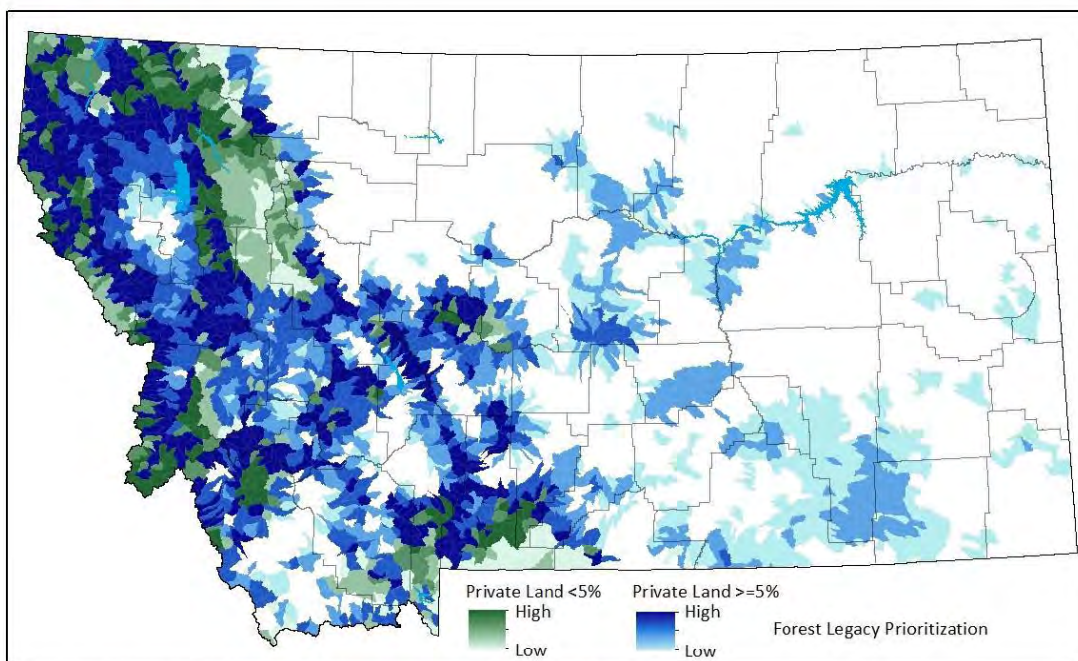 Private Land <5%
Private Land >=5%
High
High
Forest Legacy Prioritization
Low
Low